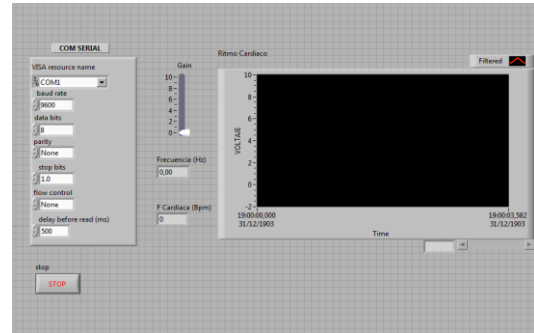 COM SERIAL
VISA resource name
COM1
baud rate
9600
data bits
8
parity
None
stop bits
1.0
flow control
None
delay before read (ms)
500
stop
STOP
Gain
10-
8-
6-
4-
2-
0-
Frecuencia (Hz)
0,00
F Cardiaca (Bpm)
0
Ritmo Cardiaco
Filtered
VOLTAJE
10-
8-
6-
4-
2-
0-
-2-
19:00:00,000
31/12/1903
19:00:03,582
31/12/1903
Time